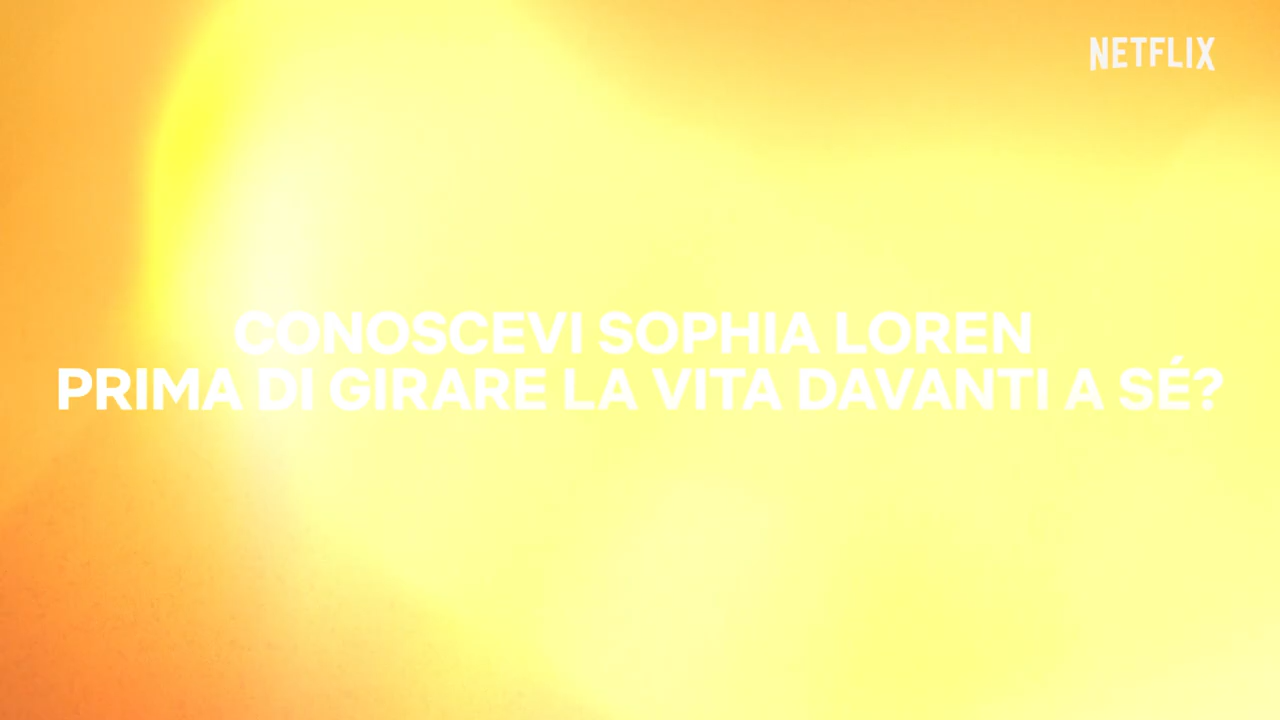 NETFLIX
CONOSCEVI SOPHIA LOREN
PRIMA DI GIRARE LA VITA DAVANTI A SÉ?